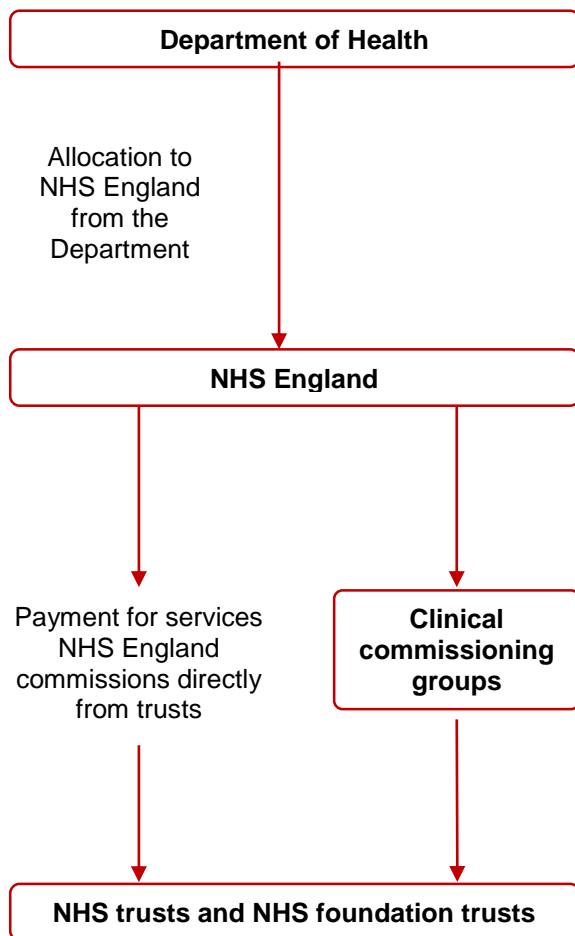 Department of Health
Allocation to
NHS England
from the
Department
NHS England
Payment for services
NHS England
commissions directly
from trusts
Clinical
commissioning
groups
NHS trusts and NHS foundation trusts